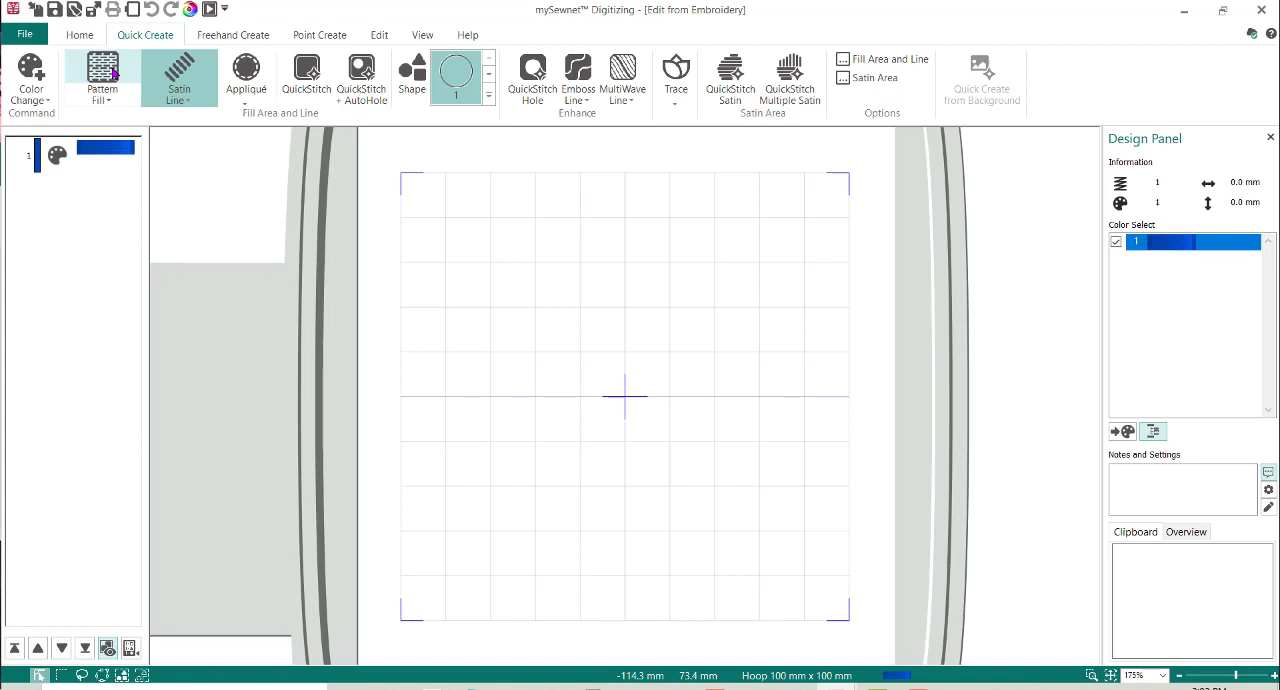 mySewnet™ Digitizing - [Edit from Embroidery]
File
Home
Quick Create
Freehand Create
Point Create
Edit
View
Help
Color
Change
Command
Pattern
Fill
Satin
Line
Appliqué
QuickStitch
QuickStitch
+ AutoHole
Fill Area and Line
Shape
1
QuickStitch
Hole
Emboss
Line
MultiWave
Line
Enhance
Trace
QuickStitch
Satin
QuickStitch
Multiple Satin
Satin Area
Fill Area and Line
Satin Area
Options
Quick Create
from Background
1
Design Panel
Information
1
0.0 mm
1
0.0 mm
Color Select
1
Notes and Settings
Clipboard
Overview
-114.3 mm
73.4 mm
Hoop 100 mm x 100 mm
175%